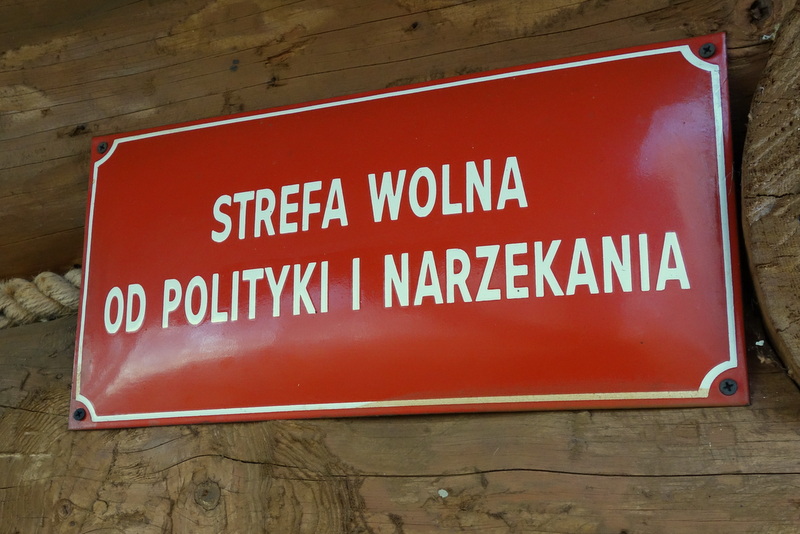 STREFA WOLNA
OD POLITYKI I NARZEKANIA